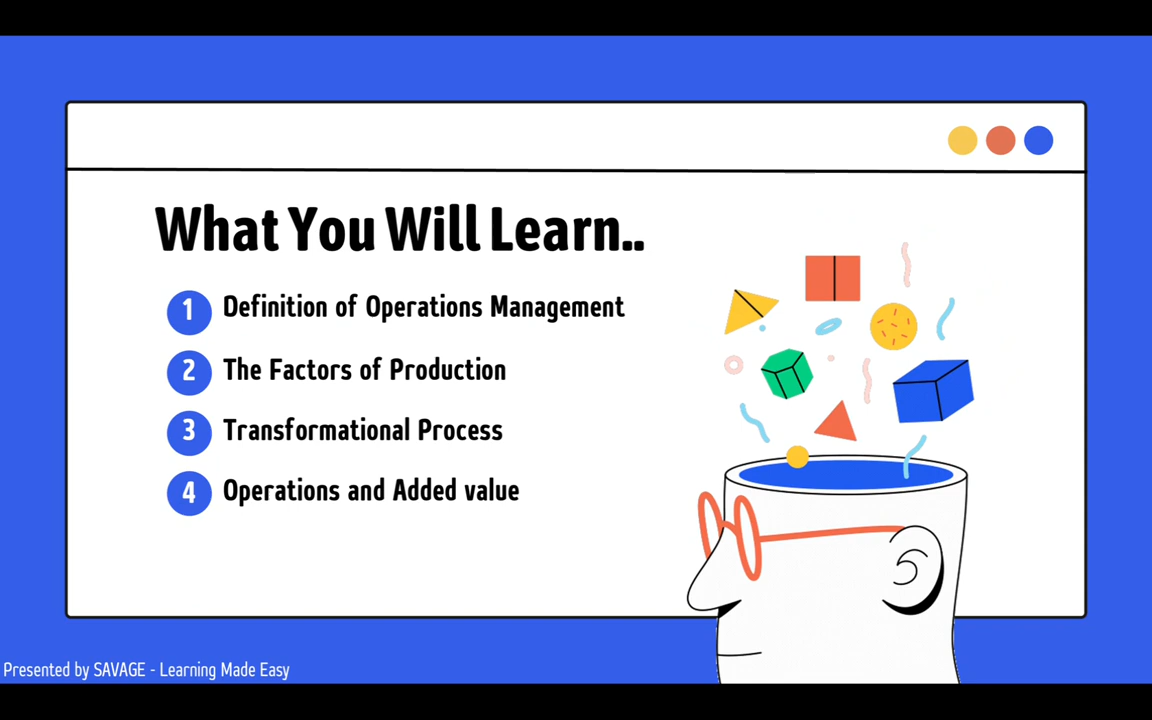 What You Will Learn..
1 Definition of Operations Management
2 The Factors of Production
3 Transformational Process
4 Operations and Added value
Presented by SAVAGE - Learning Made Easy